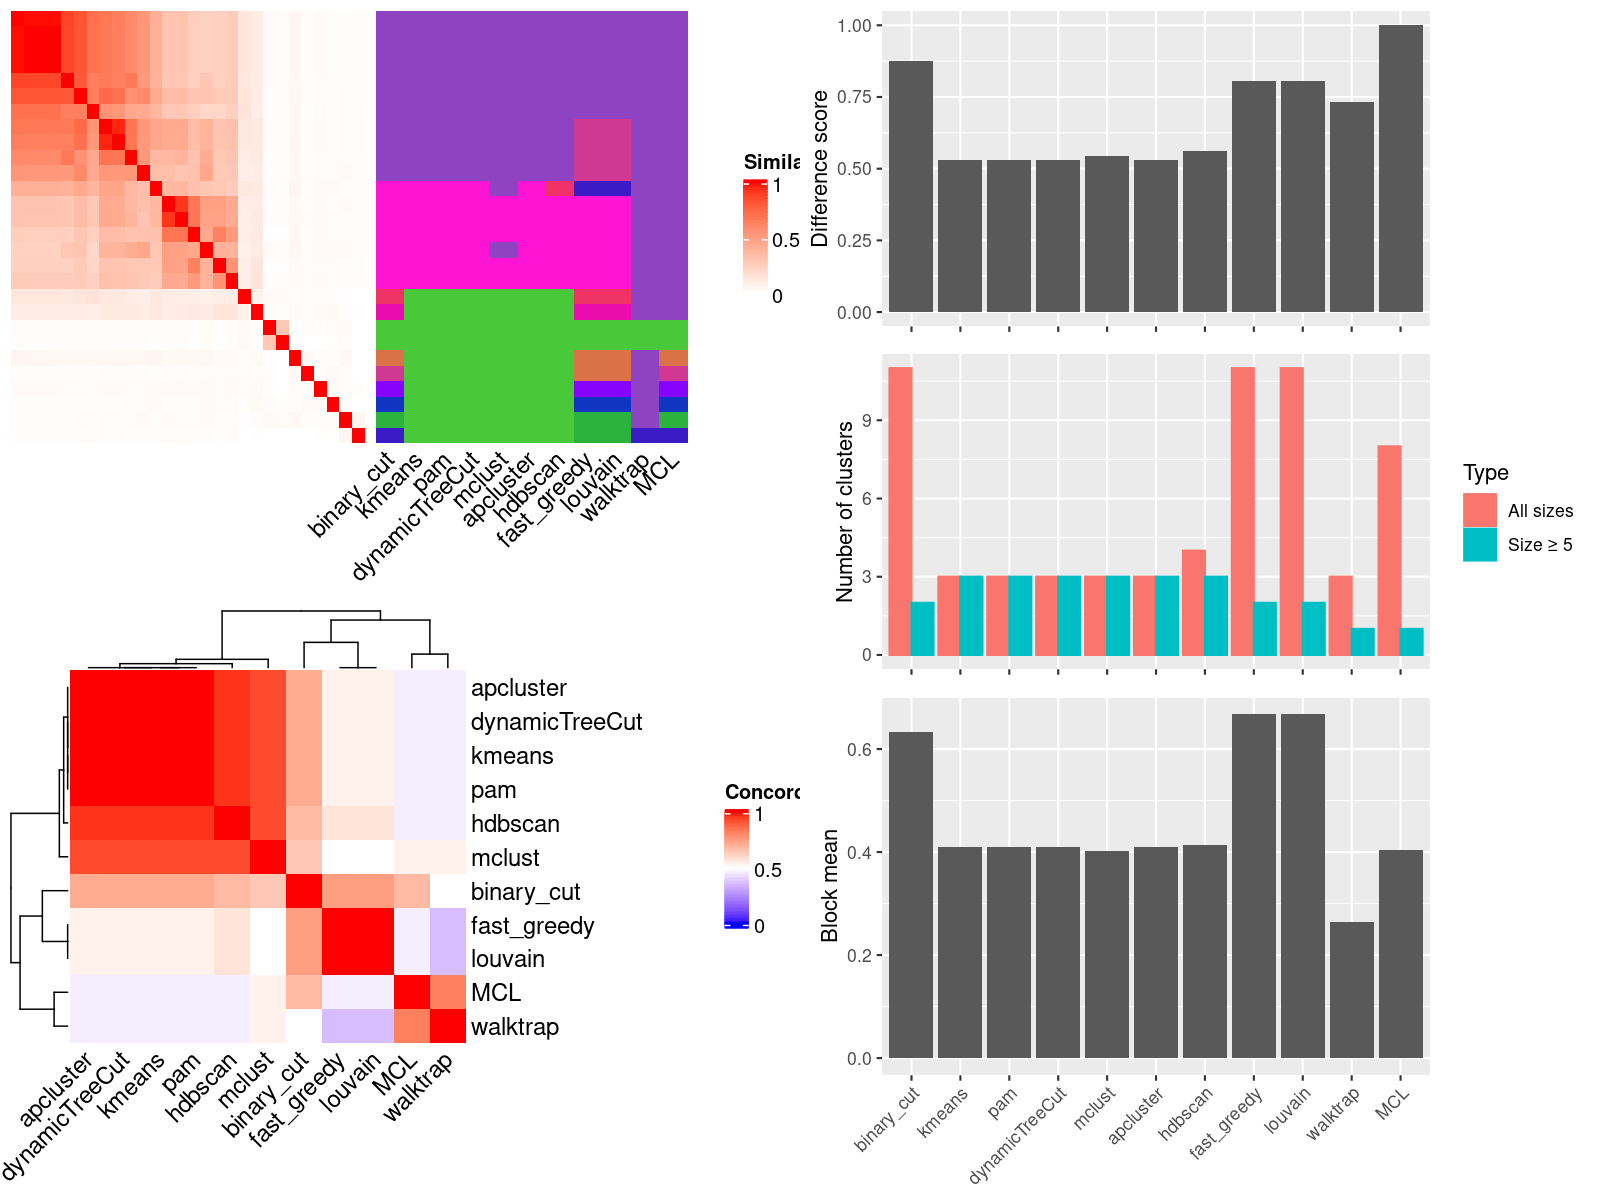 Simila
1
0.5
0
binary_cut
kmeans
pam
dynamicTreeCut
mclust
apcluster
hdbscan
fast_greedy
louvain
walktrap
MCL
apcluster
dynamicTreeCut
kmeans
pam
hdbscan
mclust
binary_cut
fast_greedy
louvain
MCL
walktrap
Concord
1
0.5
0
apcluster
dynamicTreeCut
kmeans
pam
hdbscan
mclust
binary_cut
fast_greedy
louvain
MCL
walktrap
Difference score
1.00
0.75
0.50
0.25
0.00
Number of clusters
9
6
3
0
Type
All sizes
Size ≥ 5
Block mean
0.6
0.4
0.2
0.0
binary_cut
kmeans
pam
dynamicTreeCut
mclust
apcluster
hdbscan
fast_greedy
louvain
walktrap
MCL